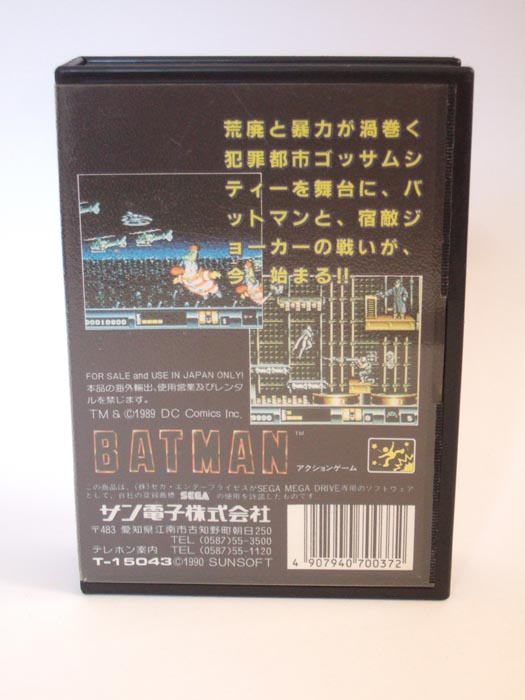 荒廃と暴力が渦巻く
犯罪都市ゴッサムシ
ティーを舞台に、バ
ットマンと、宿敵ジ
ョーカーの戦いが、
今、始まる!!
00010000
FOR SALE and USE IN JAPAN ONLY!
本品の海外輸出、使用営業及びレンタ
ルを禁じます。
TM & ©1989 DC Comics Inc.
BATMAN™
アクションゲーム
この商品は、(株)セガ・エンタープライゼスがSEGA MEGA DRIVE専用のソフトウェア
として、自社の登録商標 SEGA の使用を許諾したものです
サン電子株式会社
〒483 愛知県江南市古知野町朝日250
TEL (0587)55-3500
テレホン案内 TEL (0587)55-1120
T-15043 ©1990 SUNSOFT
4 907940 700372